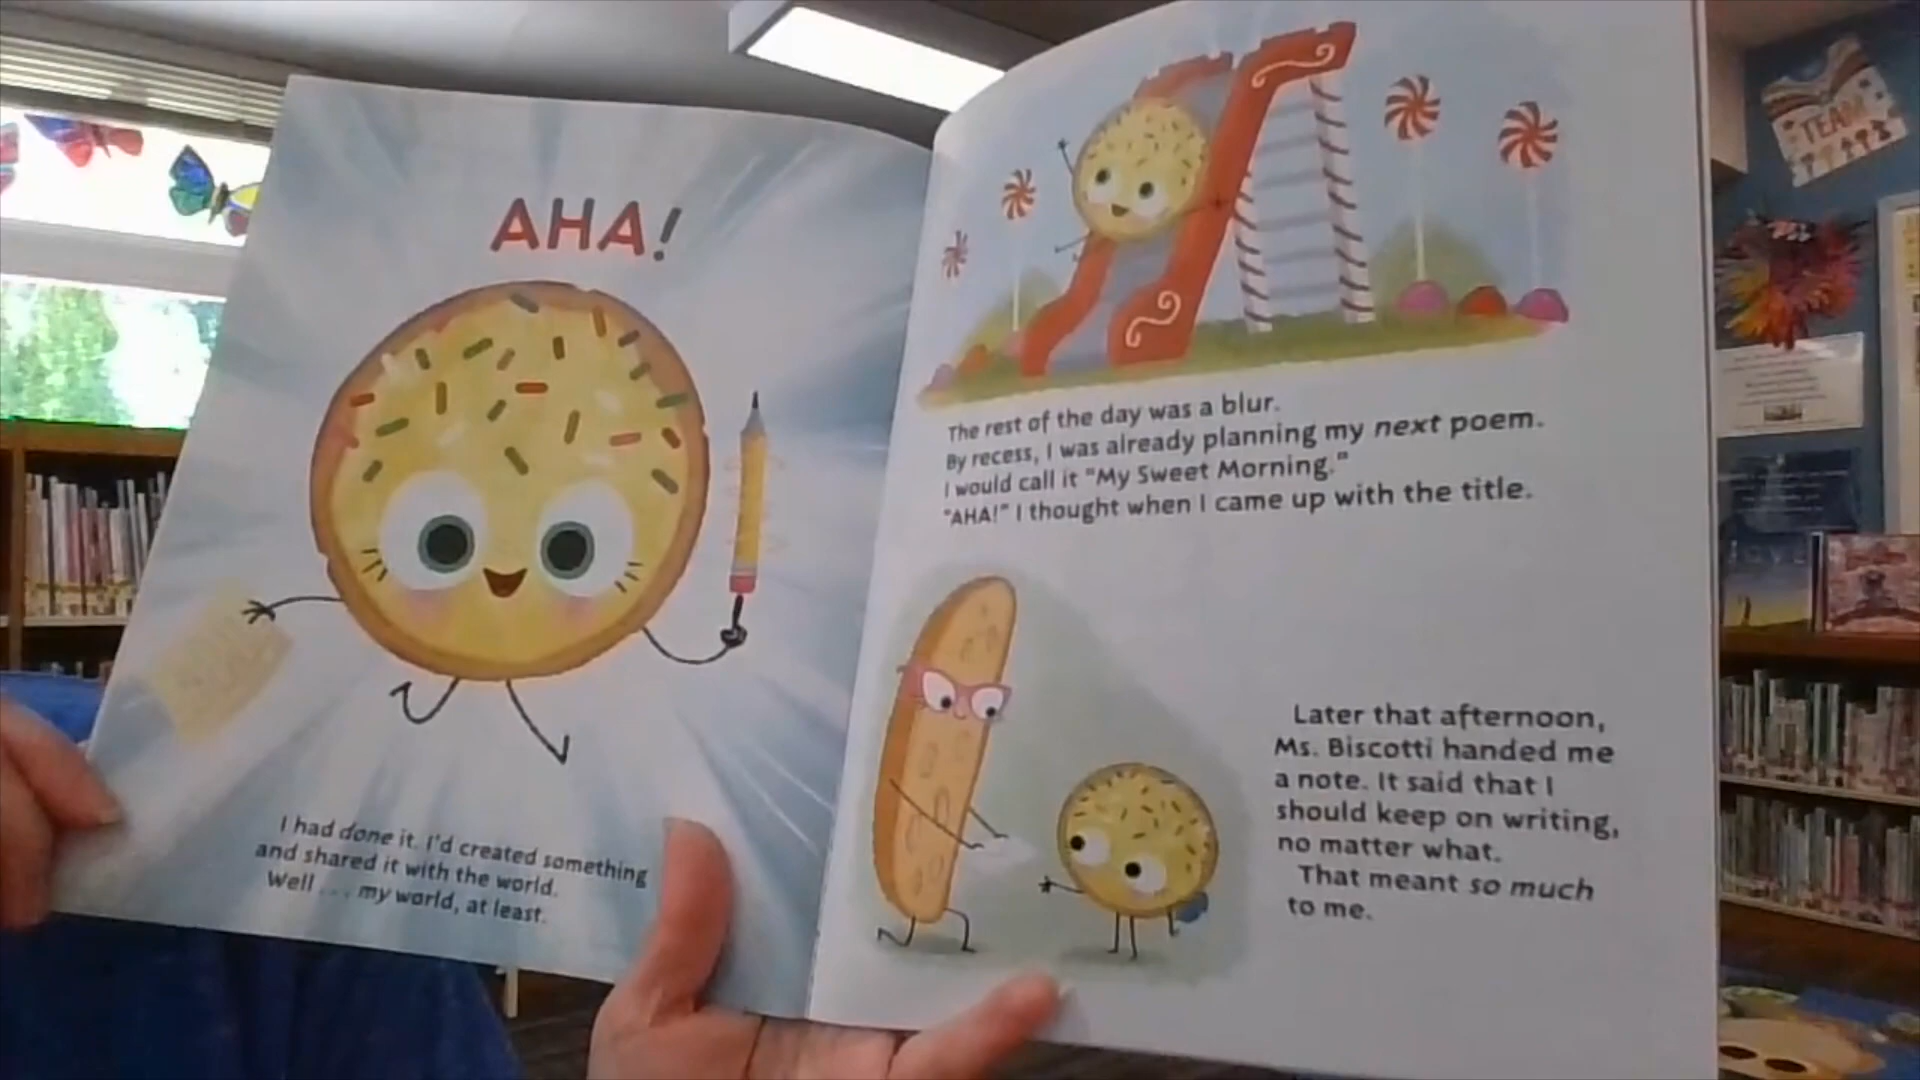 AHA!
I had done it. I'd created something
and shared it with the world.
Well . . . my world, at least.
The rest of the day was a blur.
By recess, I was already planning my next poem.
I would call it "My Sweet Morning."
"AHA!" I thought when I came up with the title.
Later that afternoon,
Ms. Biscotti handed me
a note. It said that I
should keep on writing,
no matter what.
That meant so much
to me.
TEAM